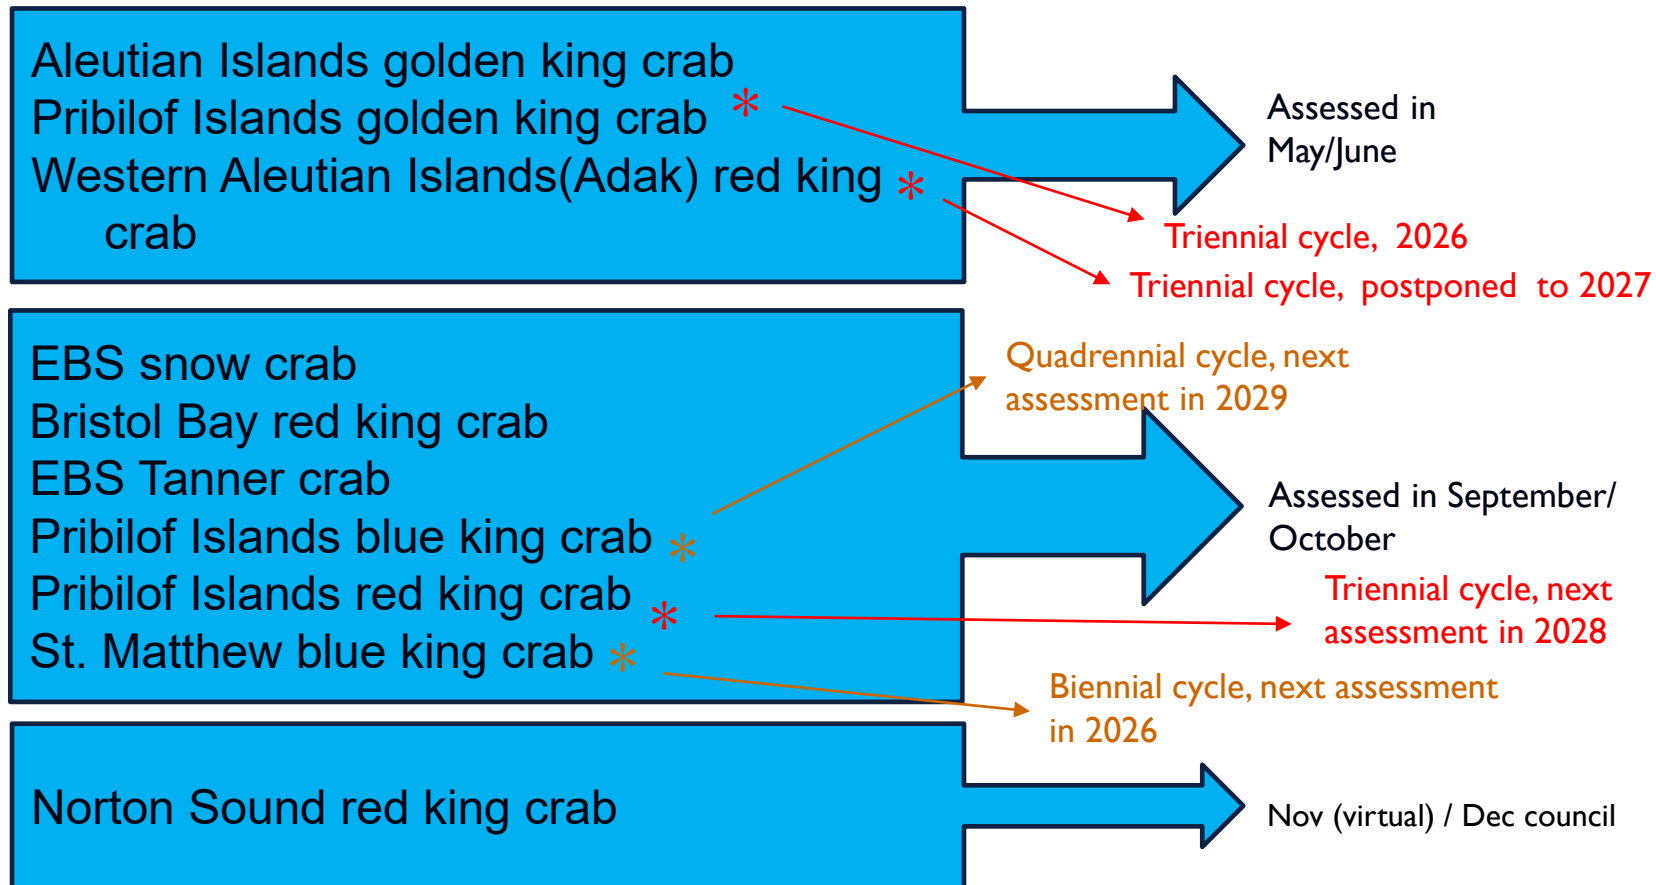 Aleutian Islands golden king crab
Pribilof Islands golden king crab *
Western Aleutian Islands(Adak) red king *
crab
Assessed in
May/June
Triennial cycle, 2026
Triennial cycle, postponed to 2027
EBS snow crab
Bristol Bay red king crab
EBS Tanner crab
Pribilof Islands blue king crab *
Pribilof Islands red king crab *
St. Matthew blue king crab *
Quadrennial cycle, next
assessment in 2029
Assessed in September/
October
Triennial cycle, next
assessment in 2028
Biennial cycle, next assessment
in 2026
Norton Sound red king crab
Nov (virtual) / Dec council